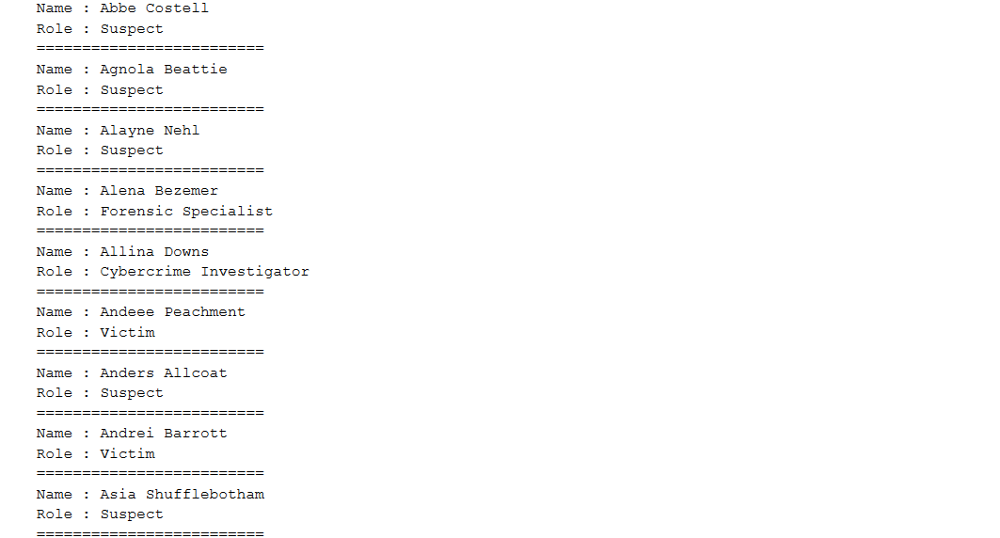 Name : Abbe Costell
Role : Suspect
=========================
Name : Agnola Beattie
Role : Suspect
=========================
Name : Alayne Nehl
Role : Suspect
=========================
Name : Alena Bezemer
Role : Forensic Specialist
=========================
Name : Allina Downs
Role : Cybercrime Investigator
=========================
Name : Andeee Peachment
Role : Victim
=========================
Name : Anders Allcoat
Role : Suspect
=========================
Name : Andrei Barrott
Role : Victim
=========================
Name : Asia Shufflebotham
Role : Suspect
=========================